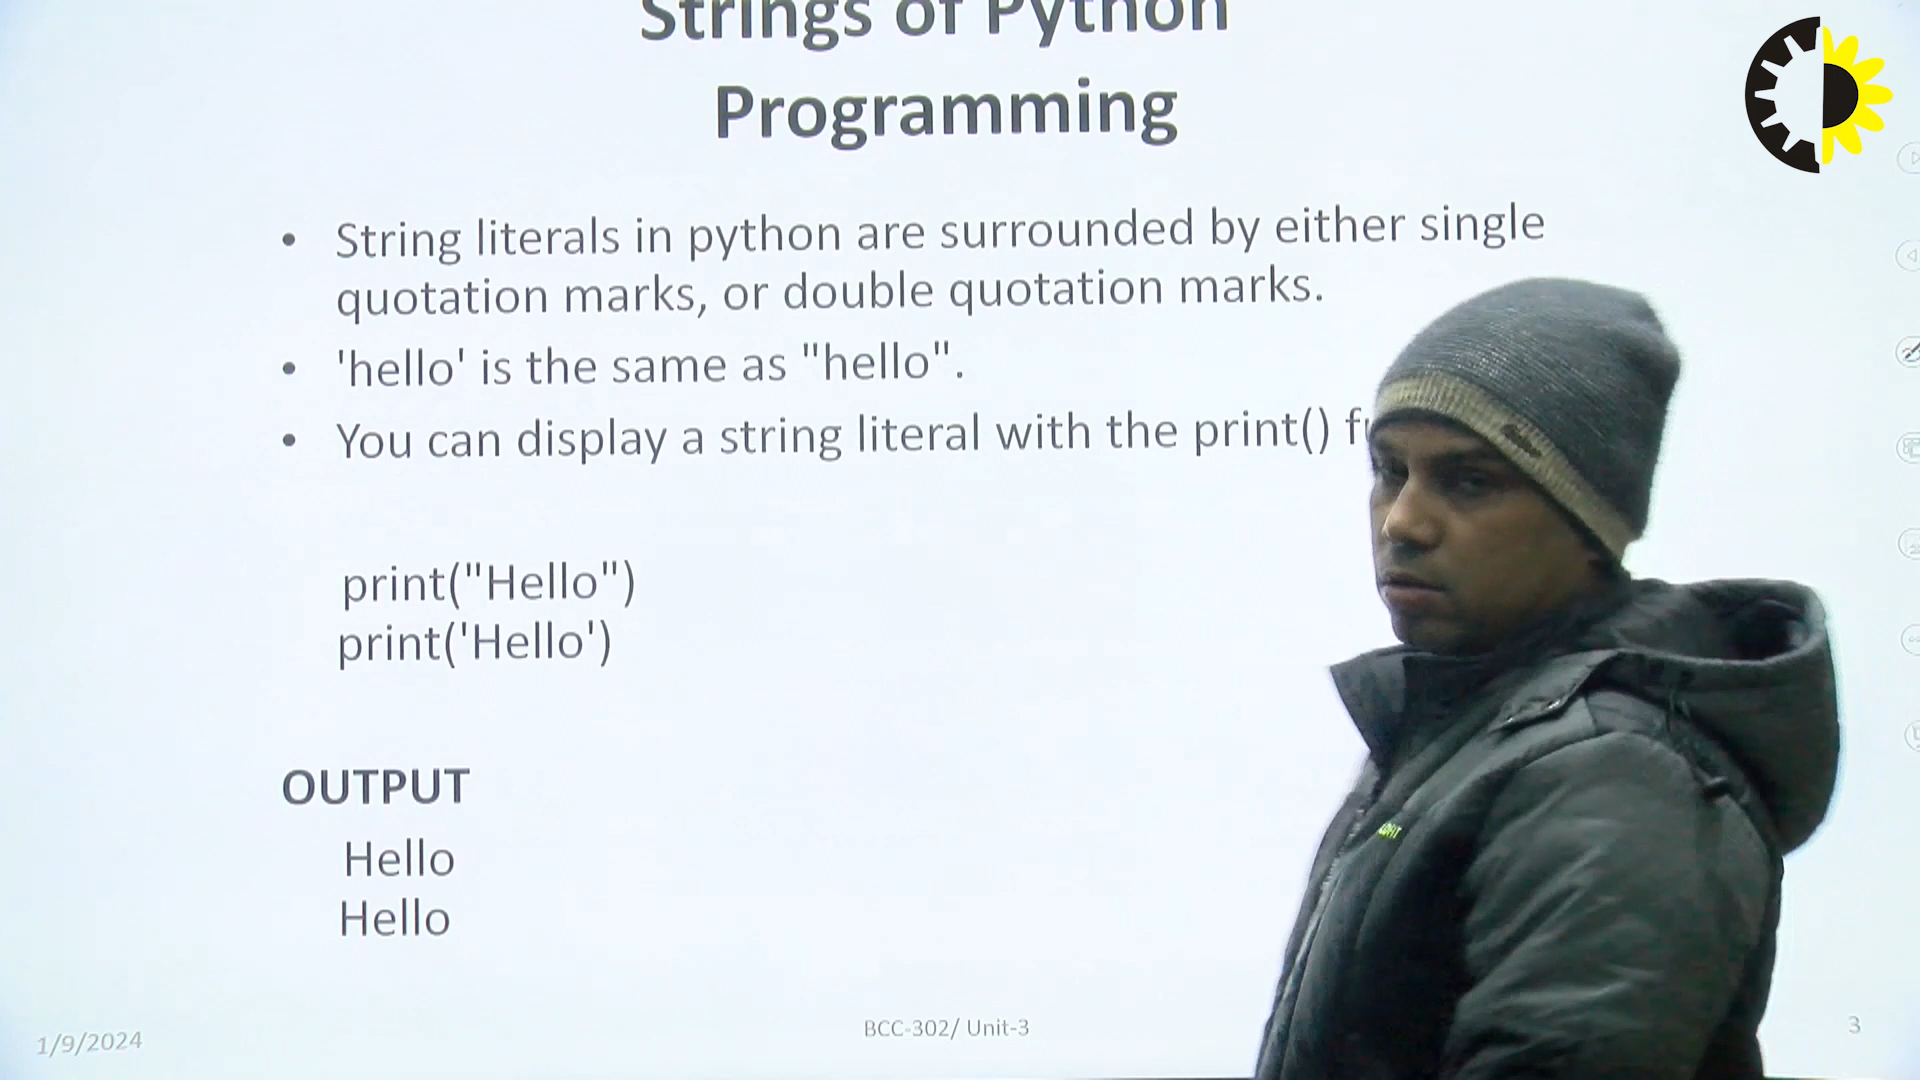 Strings of Python
Programming
• String literals in python are surrounded by either single
quotation marks, or double quotation marks.
• 'hello' is the same as "hello".
• You can display a string literal with the print()
print("Hello")
print('Hello')
OUTPUT
Hello
Hello
1/9/2024
BCC-302/ Unit-3
3